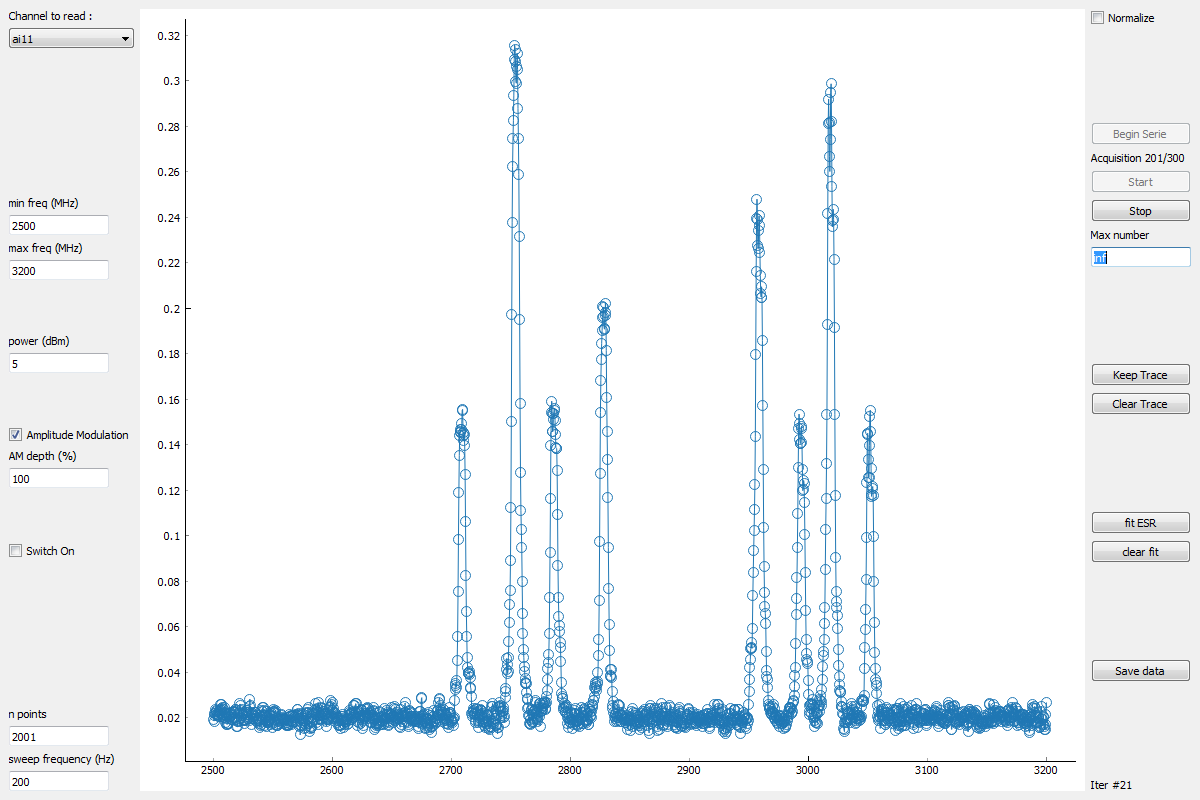 Channel to read :
ai11
min freq (MHz)
2500
max freq (MHz)
3200
power (dBm)
5
Amplitude Modulation
AM depth (%)
100
Switch On
n points
2001
sweep frequency (Hz)
200
0.32
0.3
0.28
0.26
0.24
0.22
0.2
0.18
0.16
0.14
0.12
0.1
0.08
0.06
0.04
0.02
2500 2600 2700 2800 2900 3000 3100 3200
Normalize
Begin Serie
Acquisition 201/300
Start
Stop
Max number
inf
Keep Trace
Clear Trace
fit ESR
clear fit
Save data
Iter #21